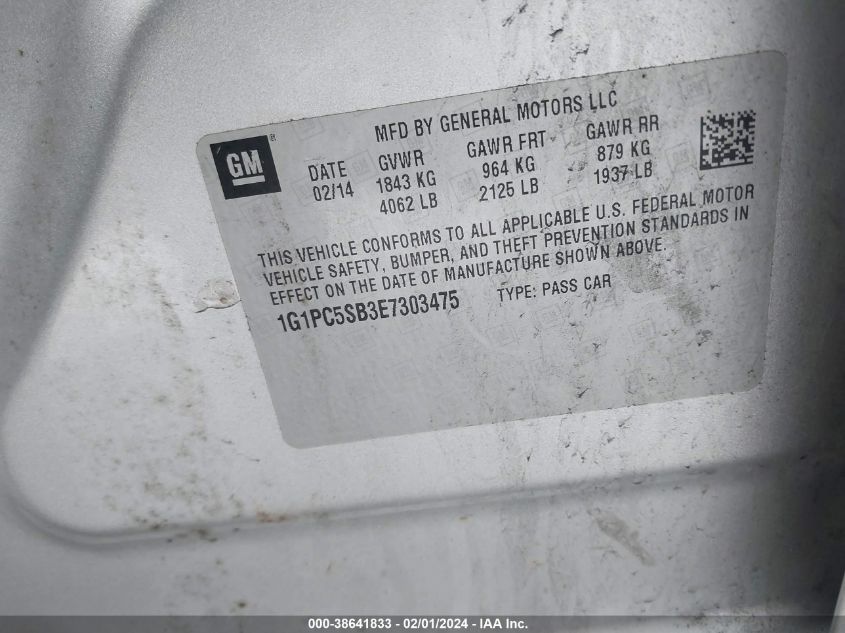 MFD BY GENERAL MOTORS LLC
GM®
DATE GVWR GAWR FRT GAWR RR
02/14 1843 KG 964 KG 879 KG
4062 LB 2125 LB 1937 LB
THIS VEHICLE CONFORMS TO ALL APPLICABLE U.S. FEDERAL MOTOR
VEHICLE SAFETY, BUMPER, AND THEFT PREVENTION STANDARDS IN
EFFECT ON THE DATE OF MANUFACTURE SHOWN ABOVE.
1G1PC5SB3E7303475 TYPE: PASS CAR
000-38641833 - 02/01/2024 - IAA Inc.